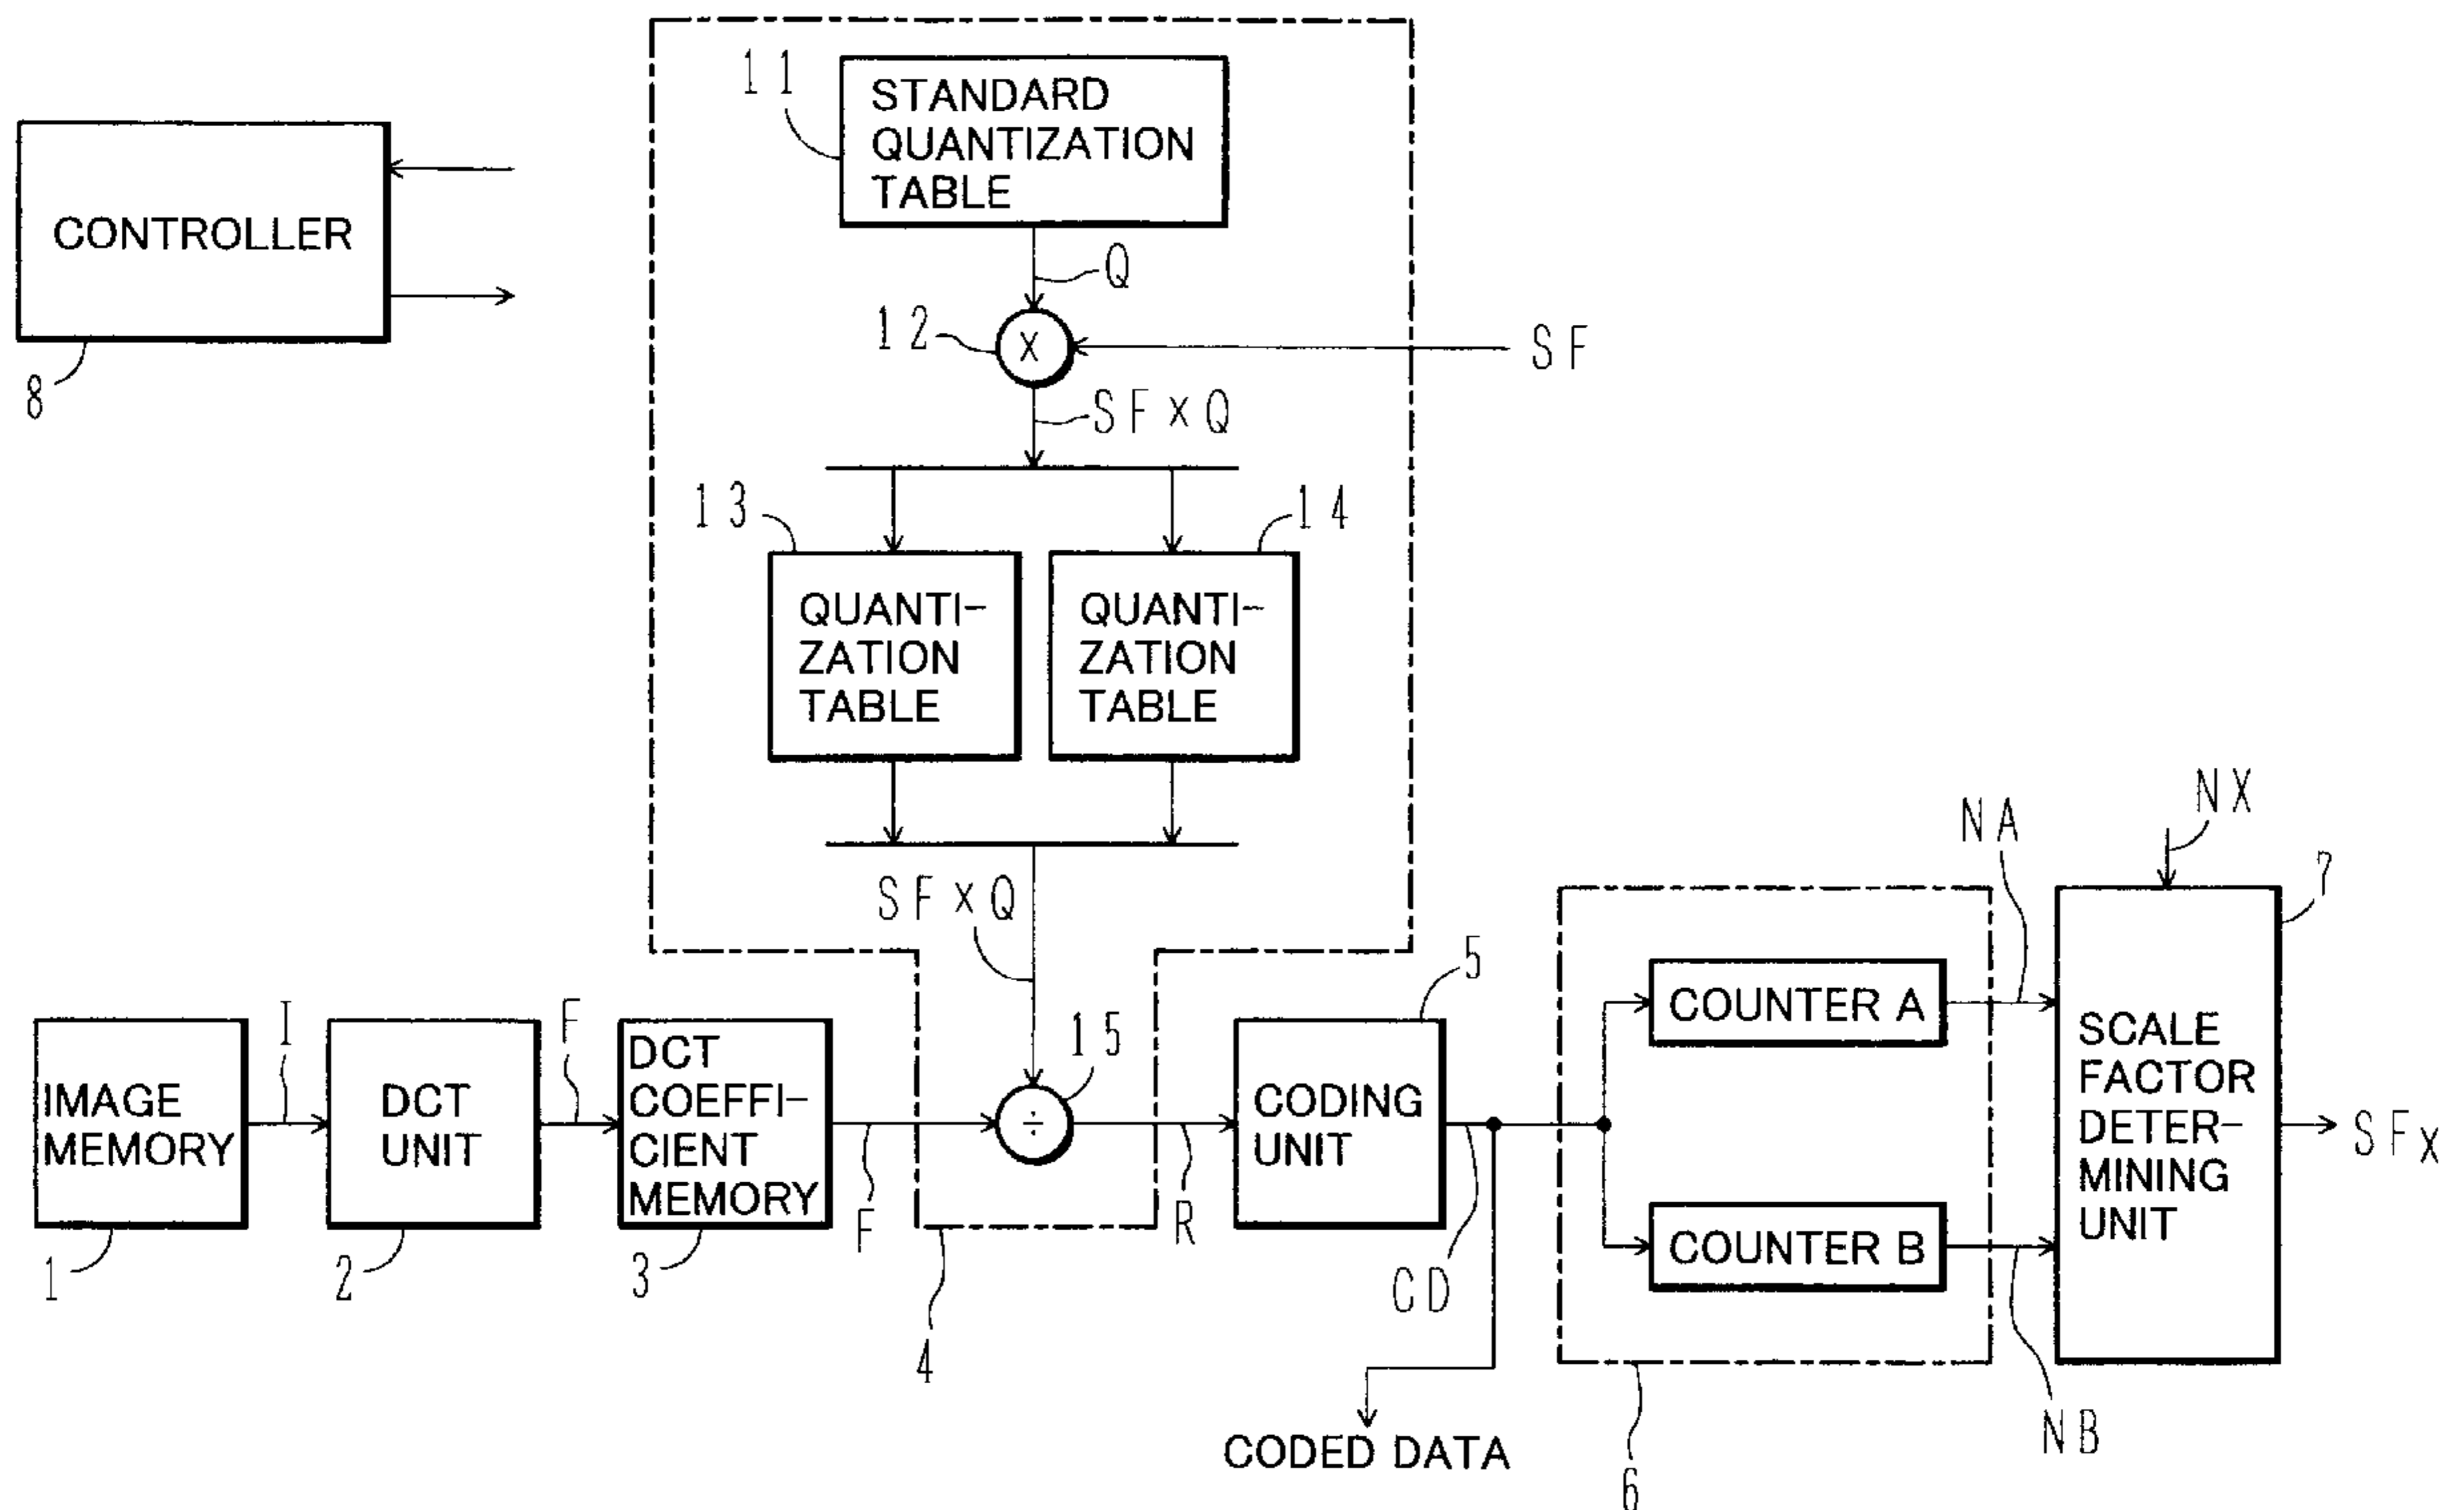 11
STANDARD
QUANTIZATION
TABLE
CONTROLLER
8
Q
12
X
SF
SF x Q
13
14
QUANTI-
ZATION
TABLE
QUANTI-
ZATION
TABLE
SF x Q
NX
NA
7
5
COUNTER A
I
F
15
IMAGE
MEMORY
DCT
UNIT
DCT
COEFFI-
CIENT
MEMORY
÷
CODING
UNIT
SCALE
FACTOR
DETER-
MINING
UNIT
SFx
F
R
COUNTER B
1
2
3
4
CD
NB
6
CODED DATA